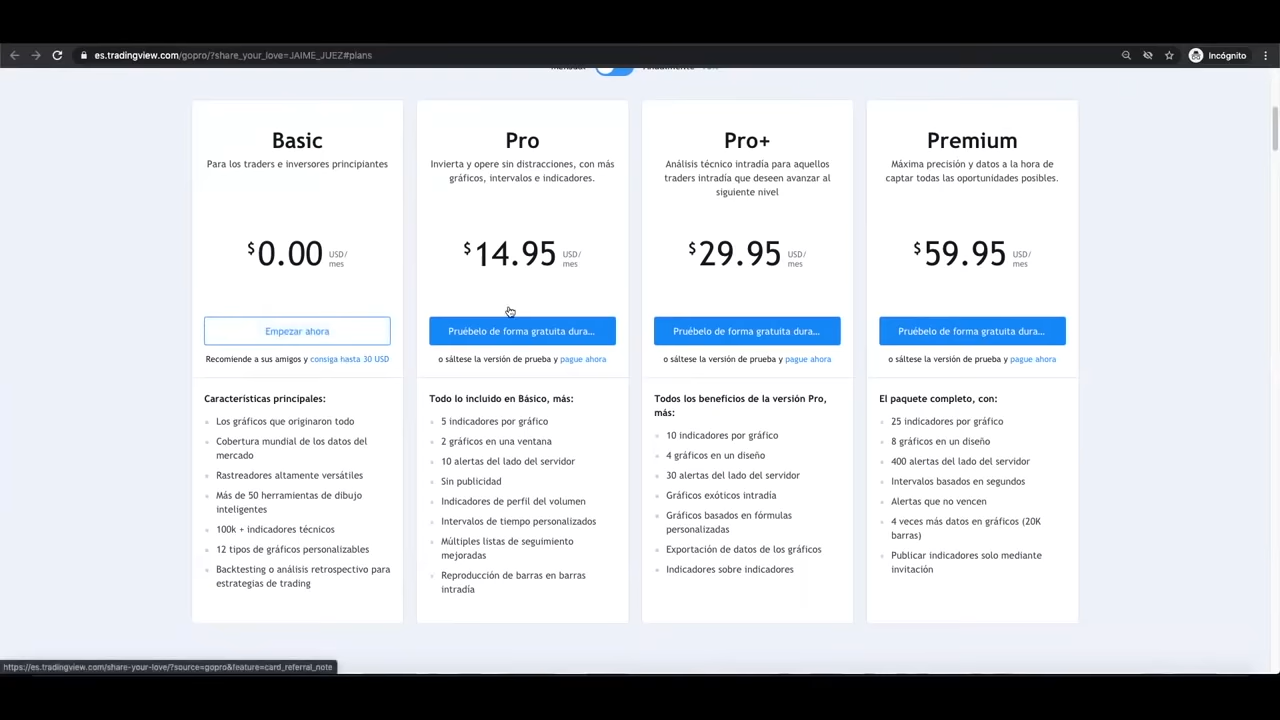 es.tradingview.com/gopro/?share_your_love=JAIME_JUEZ#plans
Incógnito
Basic
Para los traders e inversores principiantes
$0.00 USD/
mes
Empezar ahora
Recomiende a sus amigos y consiga hasta 30 USD
Características principales:
Los gráficos que originaron todo
Cobertura mundial de los datos del
mercado
Rastreadores altamente versátiles
Más de 50 herramientas de dibujo
inteligentes
100k + indicadores técnicos
12 tipos de gráficos personalizables
Backtesting o análisis retrospectivo para
estrategias de trading
Pro
Invierta y opere sin distracciones, con más
gráficos, intervalos e indicadores.
$14.95 USD/
mes
Pruébelo de forma gratuita dura...
o sáltese la versión de prueba y pague ahora
Todo lo incluido en Básico, más:
5 indicadores por gráfico
2 gráficos en una ventana
10 alertas del lado del servidor
Sin publicidad
Indicadores de perfil del volumen
Intervalos de tiempo personalizados
Múltiples listas de seguimiento
mejoradas
Reproducción de barras en barras
intradía
Pro+
Análisis técnico intradía para aquellos
traders intradía que deseen avanzar al
siguiente nivel
$29.95 USD/
mes
Pruébelo de forma gratuita dura...
o sáltese la versión de prueba y pague ahora
Todos los beneficios de la versión Pro,
más:
10 indicadores por gráfico
4 gráficos en un diseño
30 alertas del lado del servidor
Gráficos exóticos intradía
Gráficos basados en fórmulas
personalizadas
Exportación de datos de los gráficos
Indicadores sobre indicadores
Premium
Máxima precisión y datos a la hora de
captar todas las oportunidades posibles.
$59.95 USD/
mes
Pruébelo de forma gratuita dura...
o sáltese la versión de prueba y pague ahora
El paquete completo, con:
25 indicadores por gráfico
8 gráficos en un diseño
400 alertas del lado del servidor
Intervalos basados en segundos
Alertas que no vencen
4 veces más datos en gráficos (20K
barras)
Publicar indicadores solo mediante
invitación
https://es.tradingview.com/share-your-love/?source=gopro&feature=card_referral_note